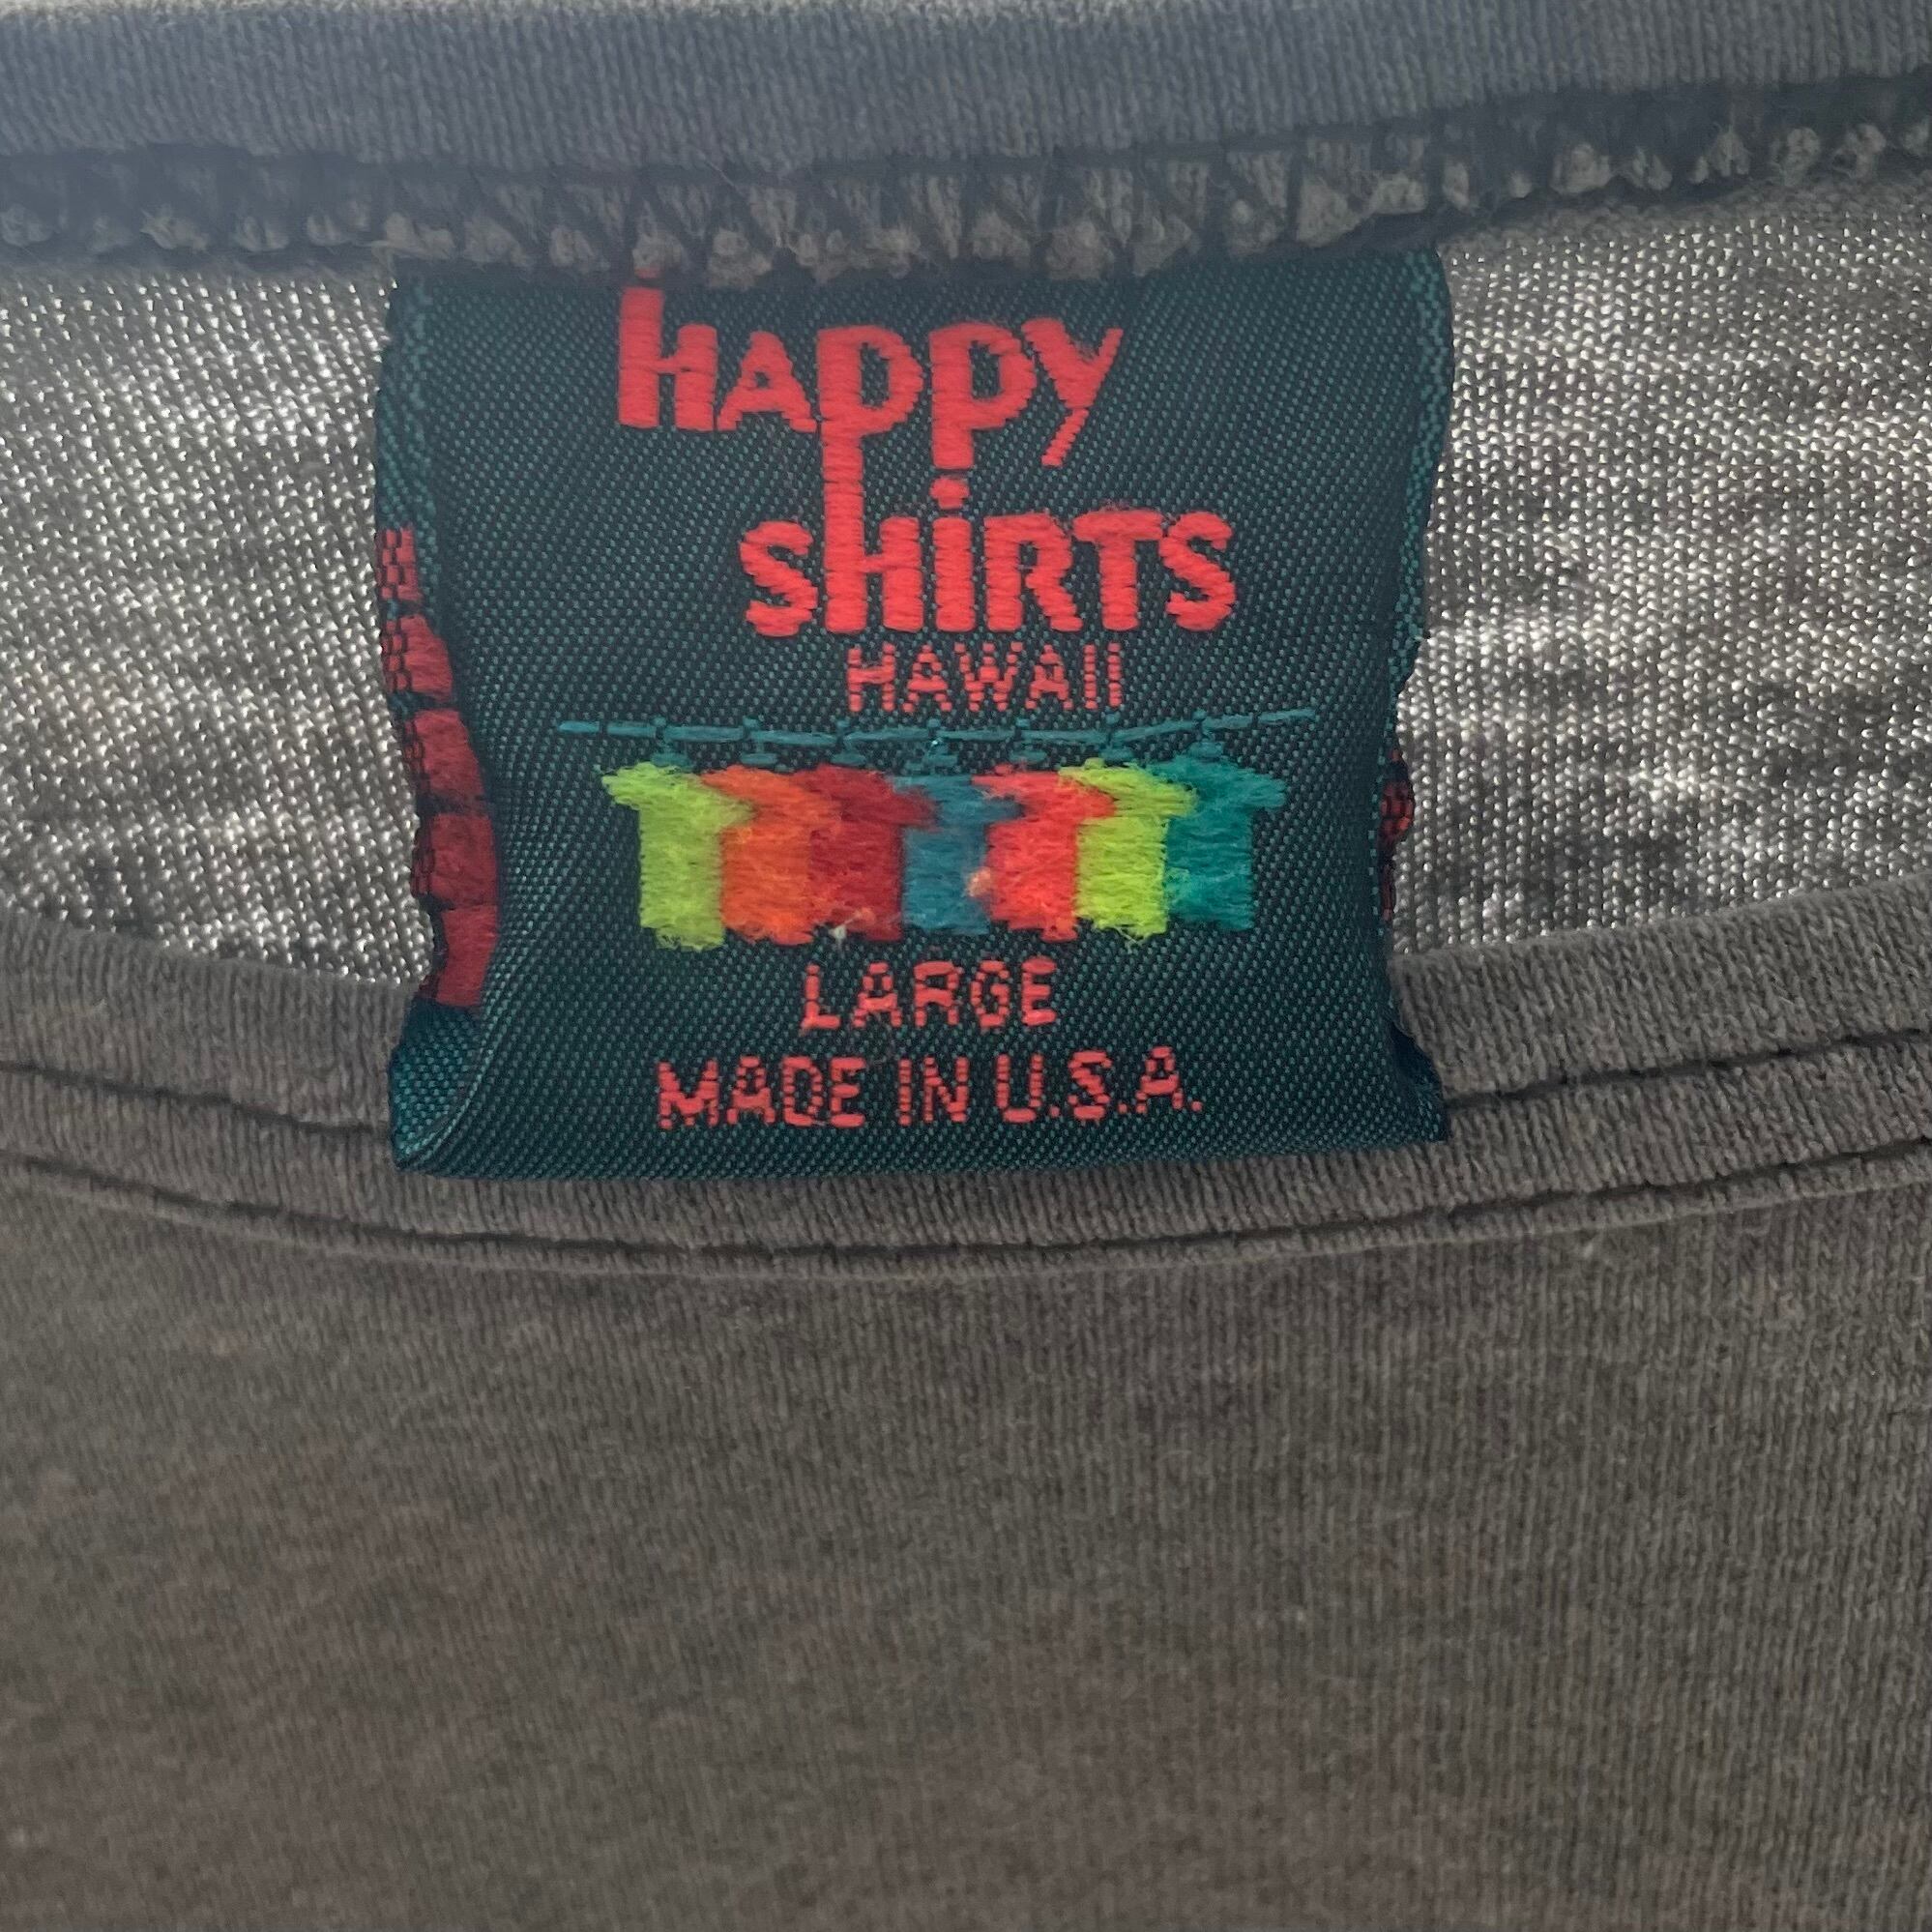 HAPPY
SHiRTS
HAWAII
LARGE
MADE IN U.S.A.